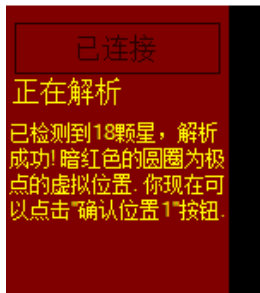 已连接
正在解析
已检测到18颗星，解析
成功!暗红色的圆圈为极
点的虚拟位置.你现在可
以点击"确认位置1"按钮.